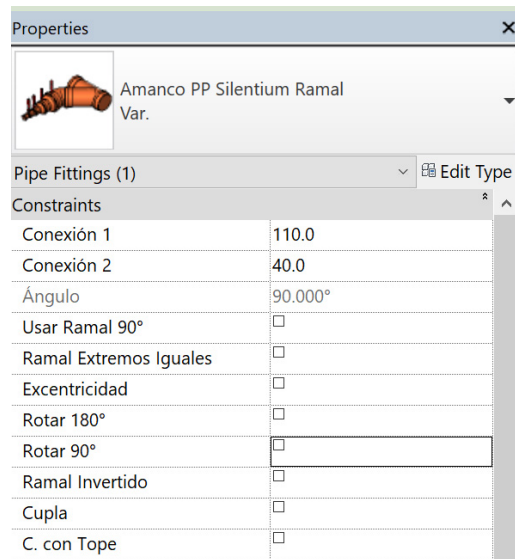 Properties
Amanco PP Silentium Ramal
Var.
Pipe Fittings (1) Edit Type
Constraints
Conexión 1 110.0
Conexión 2 40.0
Ángulo 90.000°
Usar Ramal 90°
Ramal Extremos Iguales
Excentricidad
Rotar 180°
Rotar 90°
Ramal Invertido
Cupla
C. con Tope